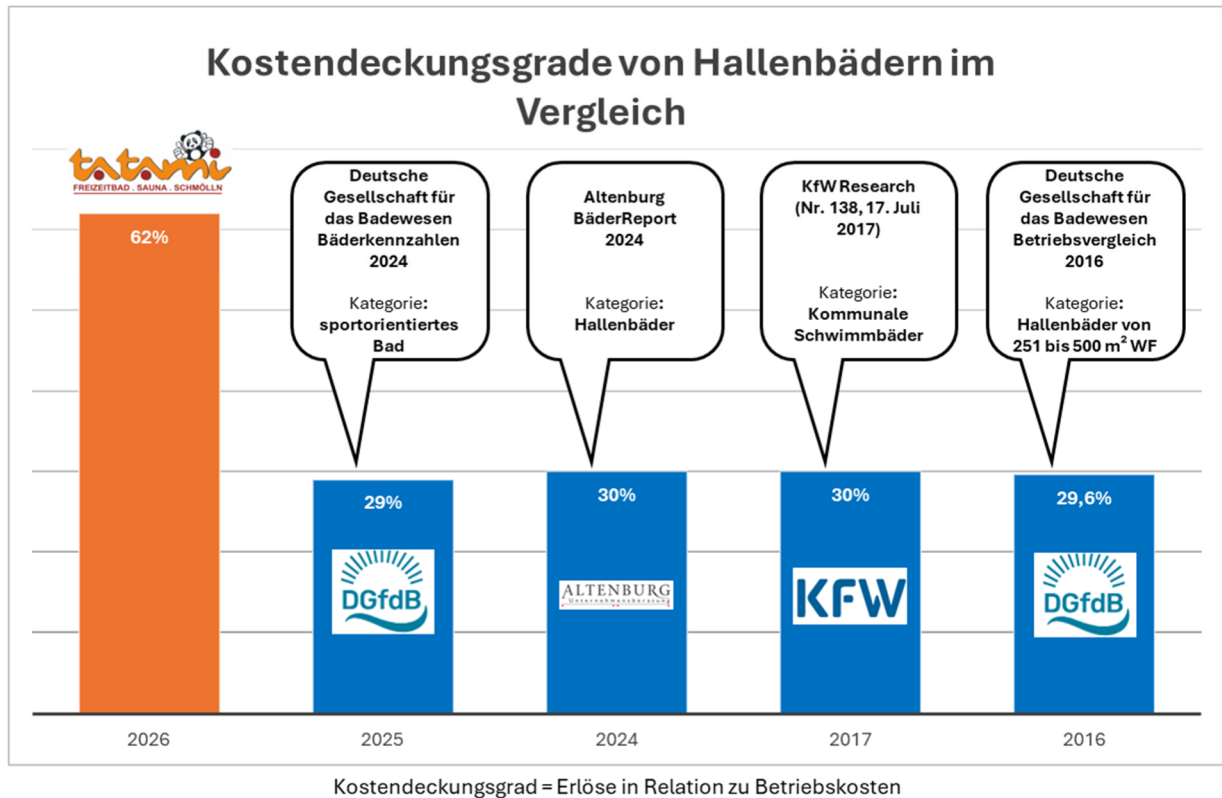 Kostendeckungsgrade von Hallenbädern im
Vergleich
tatami
FREIZEITBAD . SAUNA . SCHMÖLLN
62%
Deutsche
Gesellschaft für
das Badewesen
Bäderkennzahlen
2024
Kategorie:
sportorientiertes
Bad
29%
DGfdB
Altenburg
BäderReport
2024
Kategorie:
Hallenbäder
30%
ALTENBURG
Unternehmensberatung
KfW Research
(Nr. 138, 17. Juli
2017)
Kategorie:
Kommunale
Schwimmbäder
30%
KFW
Deutsche
Gesellschaft für
das Badewesen
Betriebsvergleich
2016
Kategorie:
Hallenbäder von
251 bis 500 m² WF
29,6%
DGfdB
2026
2025
2024
2017
2016
Kostendeckungsgrad = Erlöse in Relation zu Betriebskosten